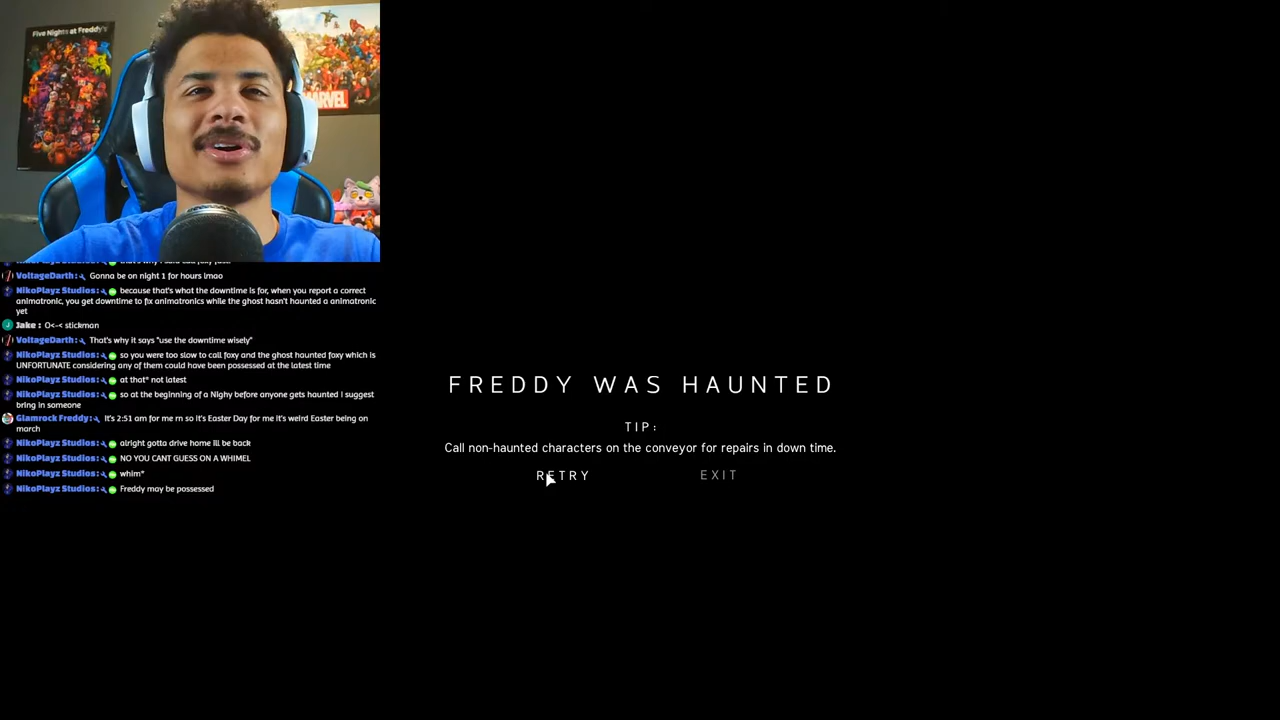 Five Nights at Freddy's
MARVEL
VoltageDarth: Gonna be on night 1 for hours lmao
NikoPlayz Studios: because that's what the downtime is for, when you report a correct
animatronic, you get downtime to fix animatronics while the ghost hasn't haunted a animatronic
yet
Jake : O<-< stickman
VoltageDarth: That's why it says "use the downtime wisely"
NikoPlayz Studios: so you were too slow to call foxy and the ghost haunted foxy which is
UNFORTUNATE considering any of them could have been possessed at the latest time
NikoPlayz Studios: at that* not latest
NikoPlayz Studios: so at the beginning of a Nighy before anyone gets haunted I suggest
bring in someone
Glamrock Freddy: It's 2:51 am for me rn so it's Easter Day for me it's weird Easter being on
march
NikoPlayz Studios: alright gotta drive home Ill be back
NikoPlayz Studios: NO YOU CANT GUESS ON A WHIMEL
NikoPlayz Studios: whim*
NikoPlayz Studios: Freddy may be possessed
FREDDY WAS HAUNTED
TIP:
Call non-haunted characters on the conveyor for repairs in down time.
RETRY EXIT